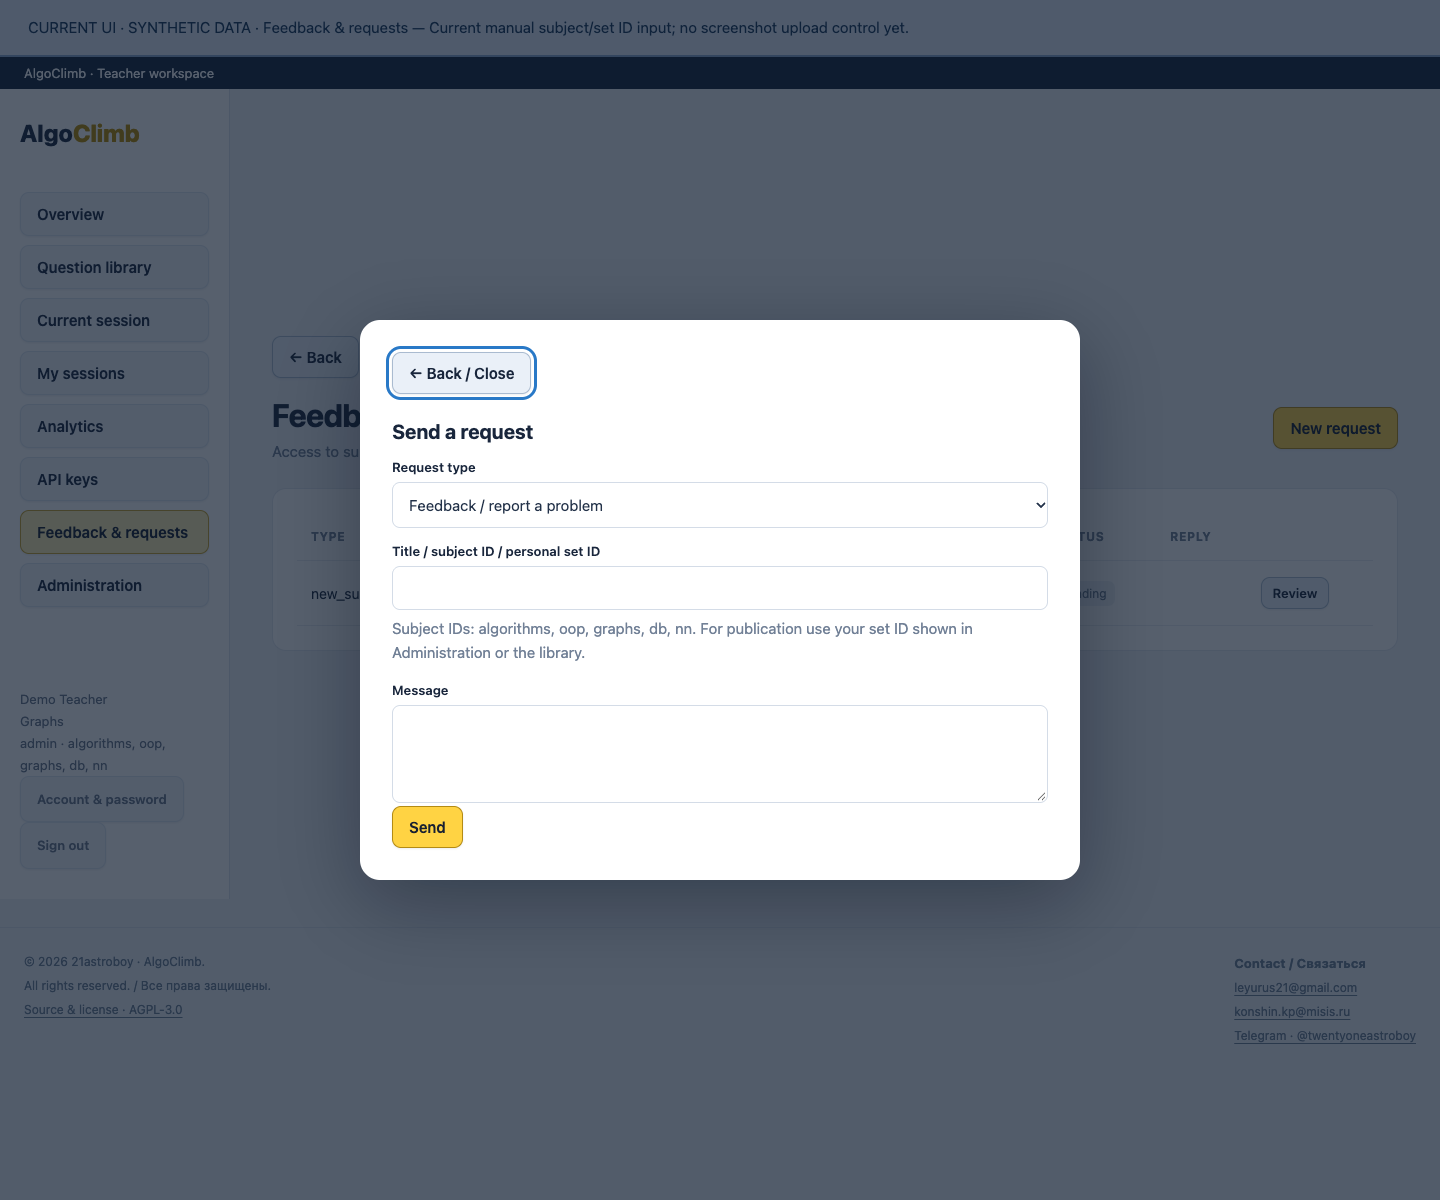 CURRENT UI · SYNTHETIC DATA · Feedback & requests — Current manual subject/set ID input; no screenshot upload control yet.
AlgoClimb · Teacher workspace
AlgoClimb
Overview
Question library
Current session
My sessions
Analytics
API keys
Feedback & requests
Administration
Demo Teacher
Graphs
admin · algorithms, oop,
graphs, db, nn
Account & password
Sign out
← Back
New request
Access to
TYPE
REPLY
Review
← Back / Close
Send a request
Request type
Feedback / report a problem
Title / subject ID / personal set ID
Subject IDs: algorithms, oop, graphs, db, nn. For publication use your set ID shown in
Administration or the library.
Message
Send
© 2026 21astroboy · AlgoClimb.
All rights reserved. / Все права защищены.
Source & license · AGPL-3.0
Contact / Связаться
leyurus21@gmail.com
konshin.kp@misis.ru
Telegram · @twentyoneastroboy